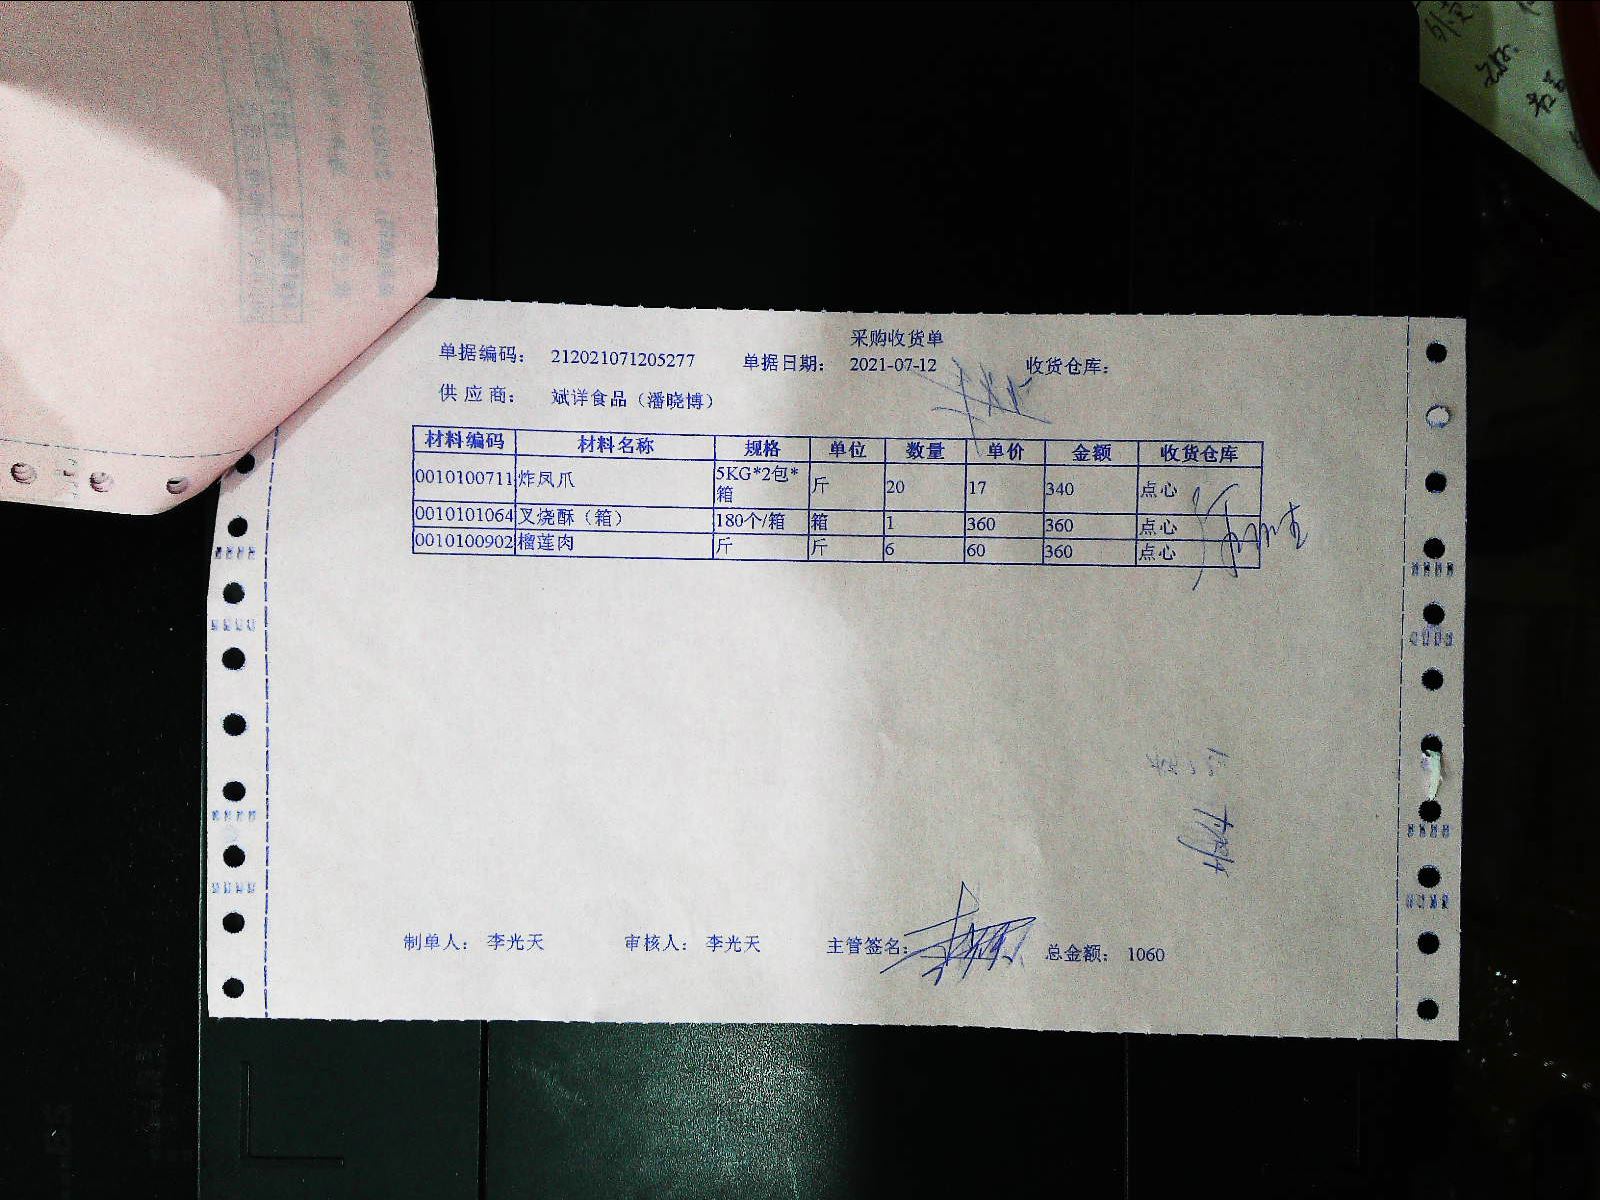 采购收货单
单据编码： 212021071205277 单据日期： 2021-07-12 收货仓库：
供应商： 斌详食品（潘晓博）
材料编码 材料名称 规格 单位 数量 单价 金额 收货仓库
0010100711 炸凤爪 5KG*2包*箱 斤 20 17 340 点心
0010101064 叉烧酥（箱） 180个/箱 箱 1 360 360 点心
0010100902 榴莲肉 斤 斤 6 60 360 点心
制单人： 李光天 审核人： 李光天 主管签名： 总金额： 1060